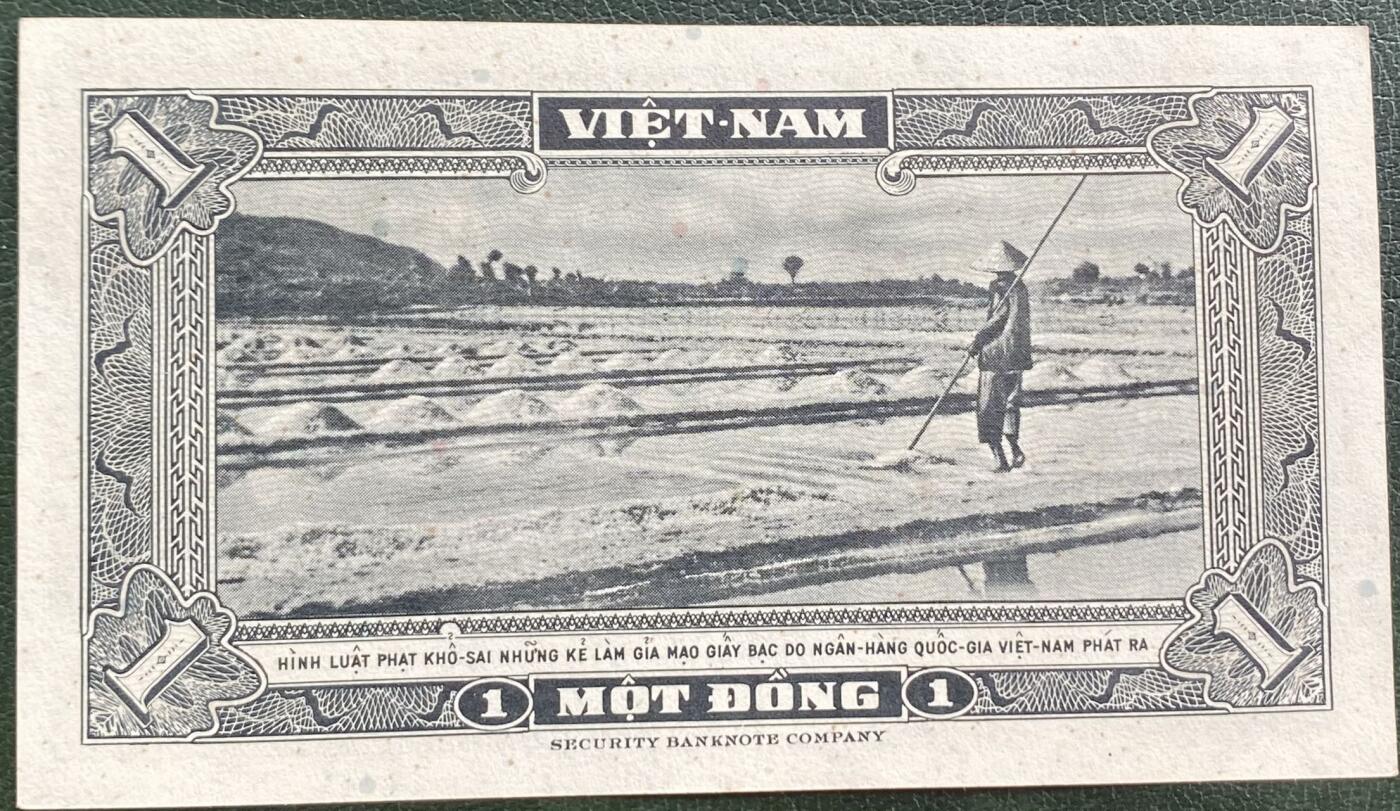 1 VIỆT·NAM 1
HÌNH LUẬT PHẠT KHỔ-SAI NHỮNG KẺ LÀM GỈA MẠO GIẤY BẠC DO NGÂN-HÀNG QUỐC-GIA VIỆT-NAM PHÁT RA
1 1 MỘT ĐỒNG 1 1
SECURITY BANKNOTE COMPANY